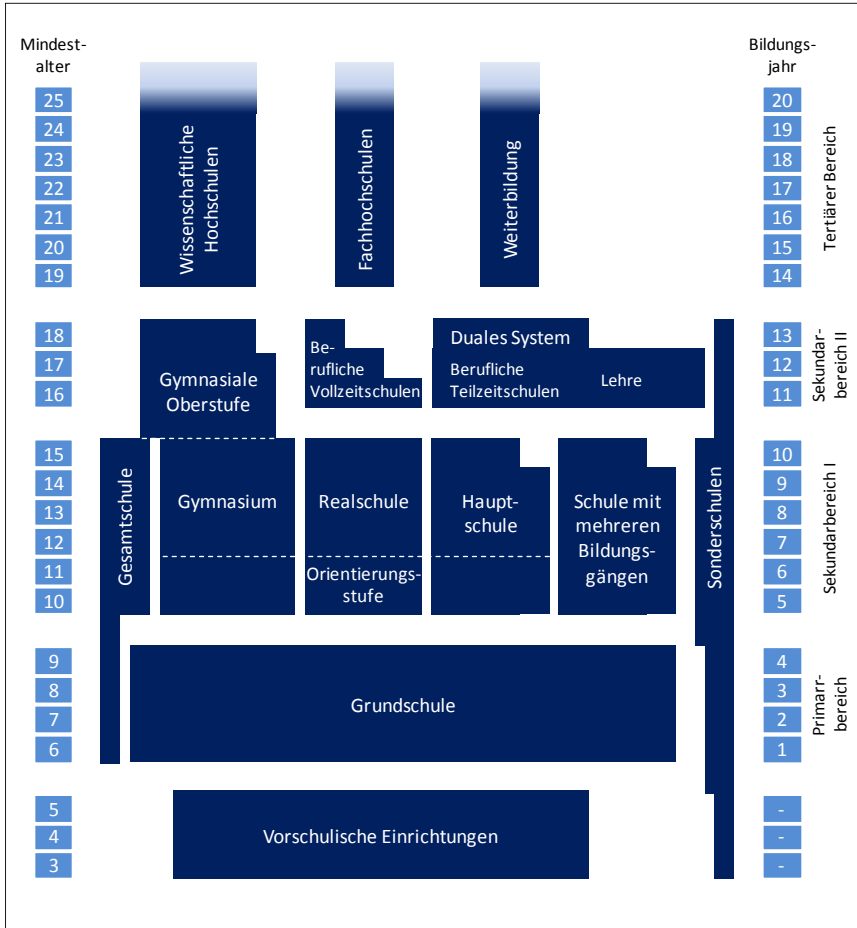 Mindest-
alter
Bildungs-
jahr
25
24
23
22
21
20
19
Wissenschaftliche
Hochschulen
Fachhochschulen
Weiterbildung
20
19
18
17
16
15
14
Tertiärer Bereich
18
17
16
Gymnasiale
Oberstufe
Be-
rufliche
Vollzeitschulen
Duales System
Berufliche
Teilzeitschulen
Lehre
13
12
11
Sekundar-
bereich II
15
14
13
12
11
10
Gesamtschule
Gymnasium
Realschule
Orientierungs-
stufe
Haupt-
schule
Schule mit
mehreren
Bildungs-
gängen
Sonderschulen
10
9
8
7
6
5
Sekundarbereich I
9
8
7
6
Grundschule
4
3
2
1
Primarr-
bereich
5
4
3
Vorschulische Einrichtungen
-
-
-